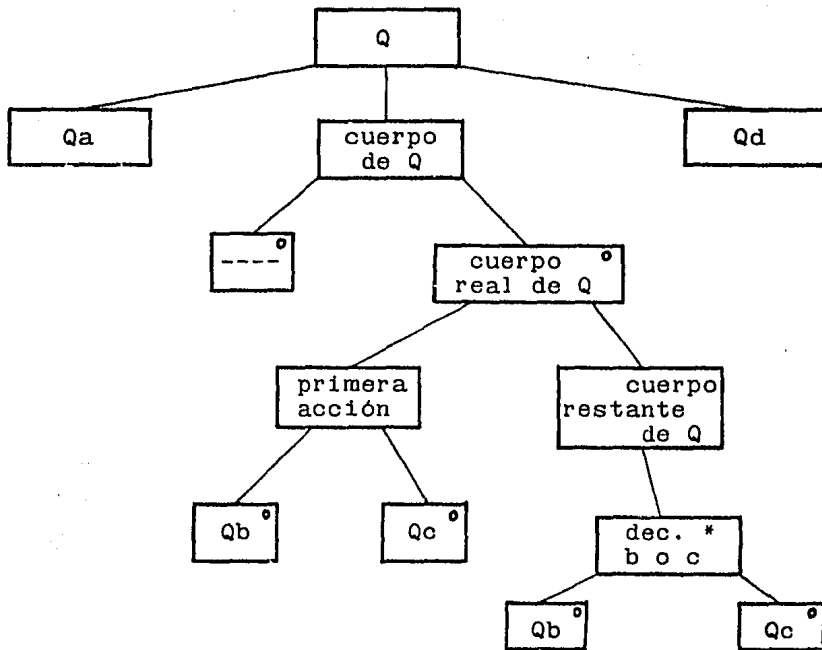 Q
Qa
cuerpo
de Q
Qd
----- o
cuerpo o
real de Q
primera
acción
cuerpo
restante
de Q
Qb o
Qc o
dec. *
b o c
Qb o
Qc o